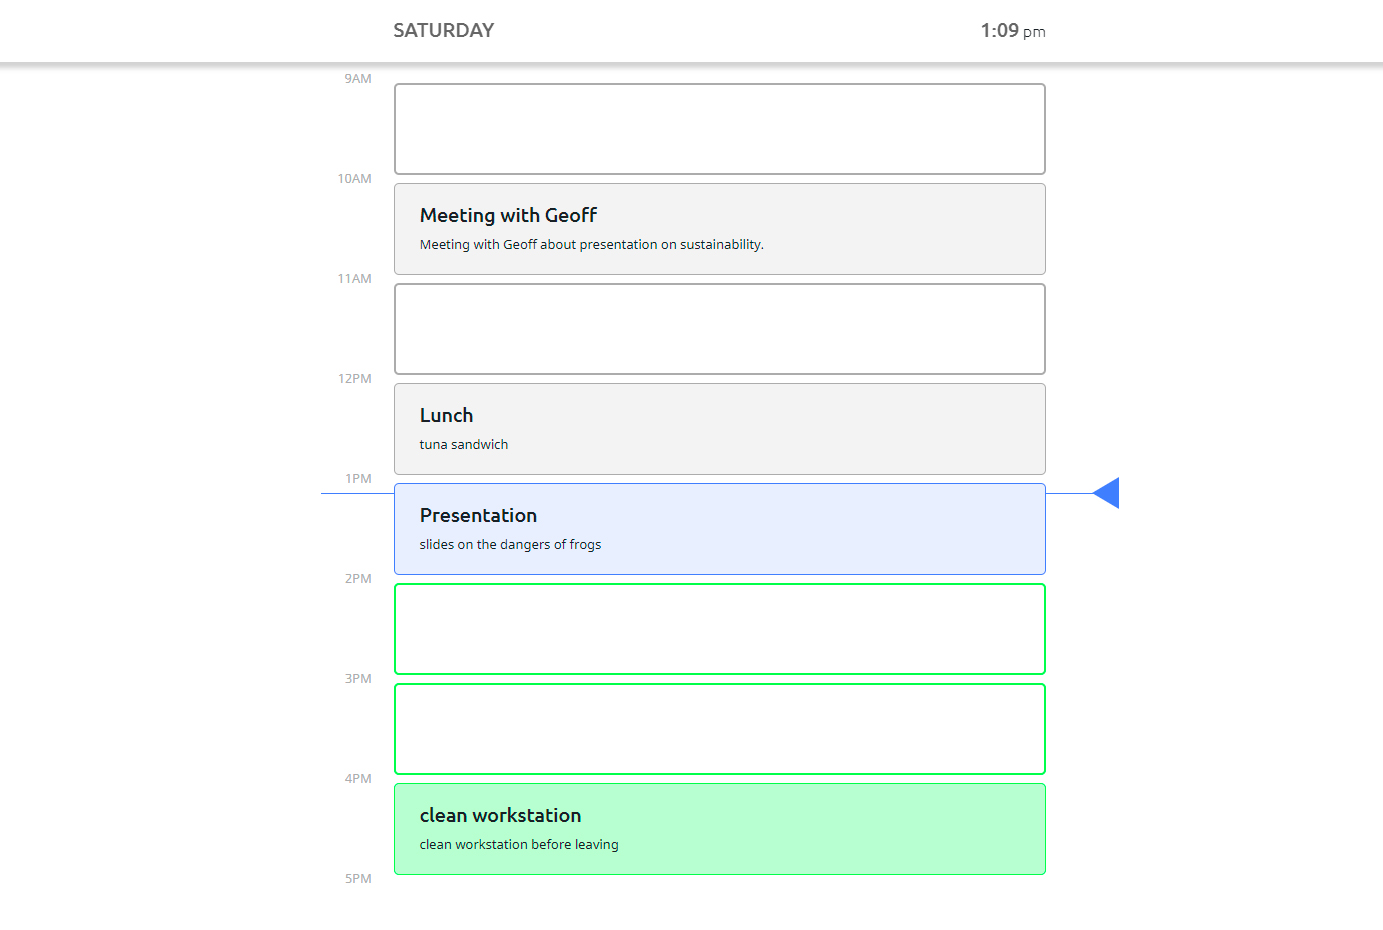 SATURDAY
1:09 pm
9AM
10AM
Meeting with Geoff
Meeting with Geoff about presentation on sustainability.
11AM
12PM
Lunch
tuna sandwich
1PM
Presentation
slides on the dangers of frogs
2PM
3PM
4PM
clean workstation
clean workstation before leaving
5PM